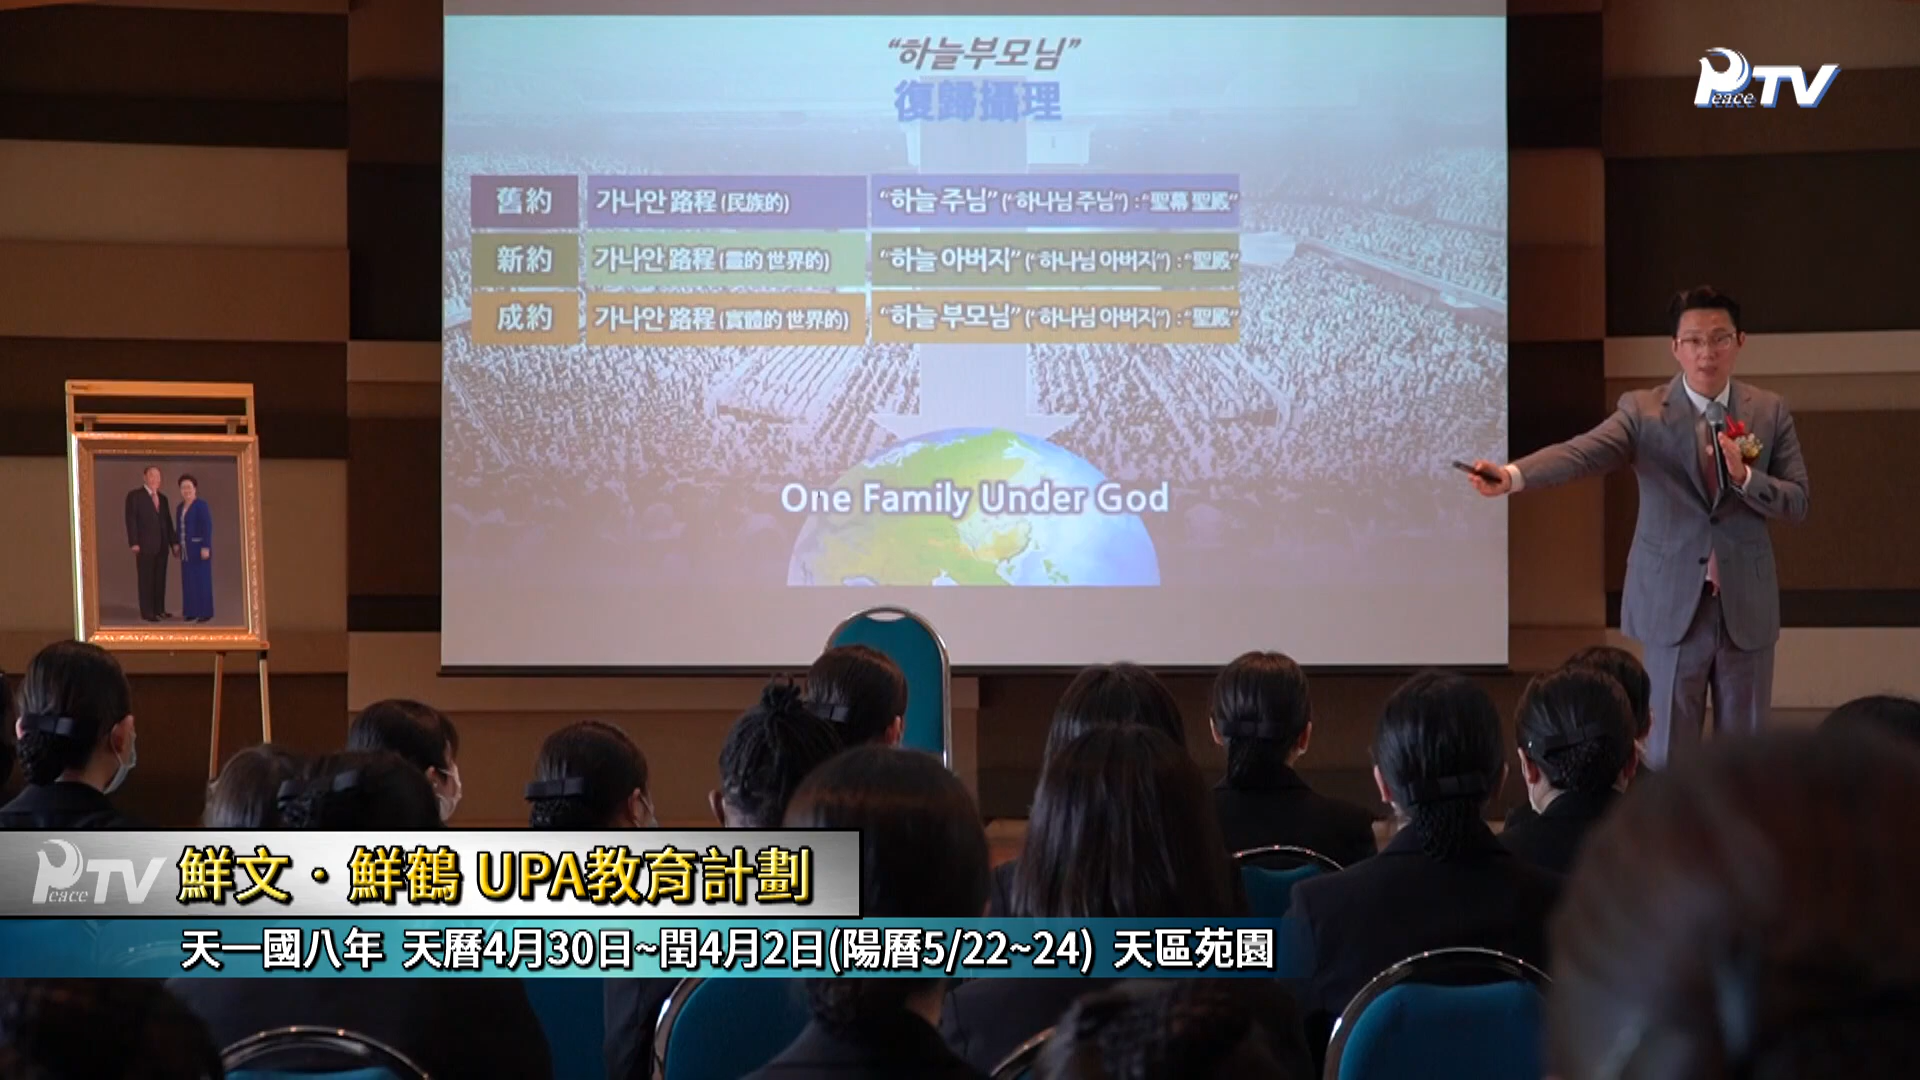 “하늘부모님”
復歸攝理
PeaceTV
舊約 가나안 路程 (民族的) “하늘 주님” (“하나님 주님”) : “聖幕 聖殿”
新約 가나안 路程 (靈的 世界的) “하늘 아버지” (“하나님 아버지”) : “聖殿”
成約 가나안 路程 (實體的 世界的) “하늘 부모님” (“하나님 아버지”) : “聖殿”
One Family Under God
PeaceTV
鮮文·鮮鶴 UPA教育計劃
天一國八年 天曆4月30日~閏4月2日(陽曆5/22~24) 天區苑園